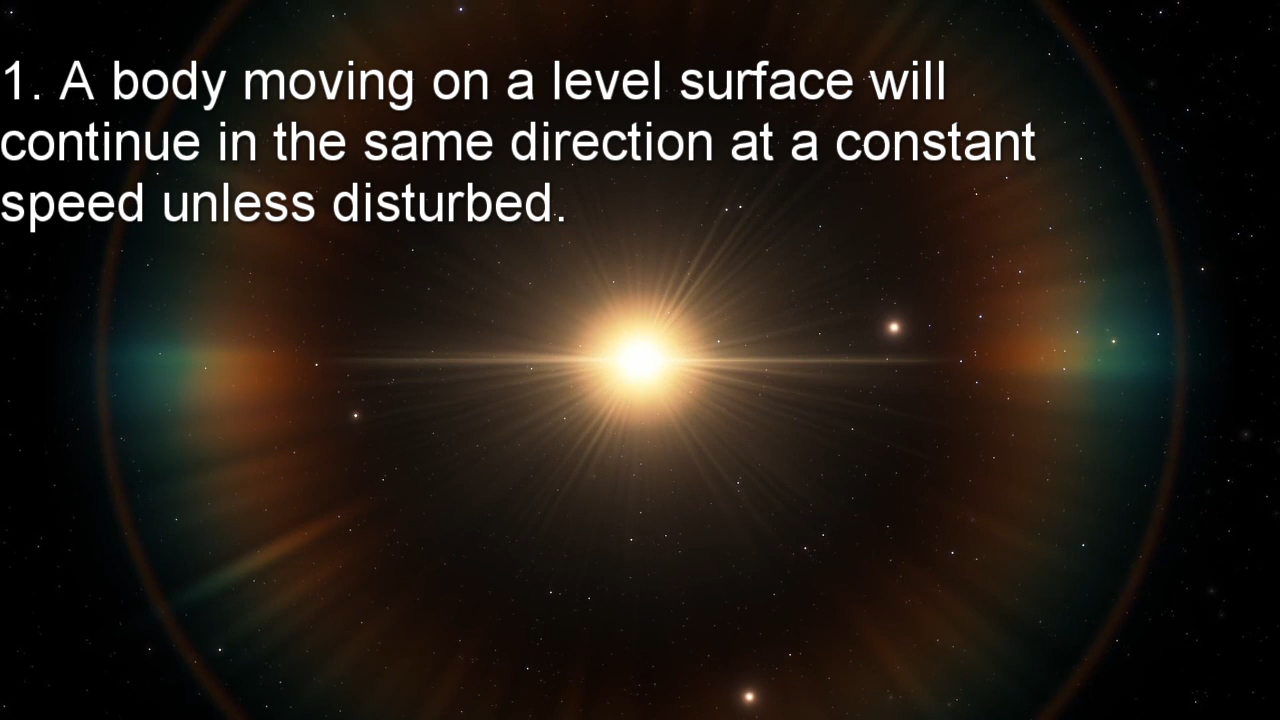 1. A body moving on a level surface will
continue in the same direction at a constant
speed unless disturbed.